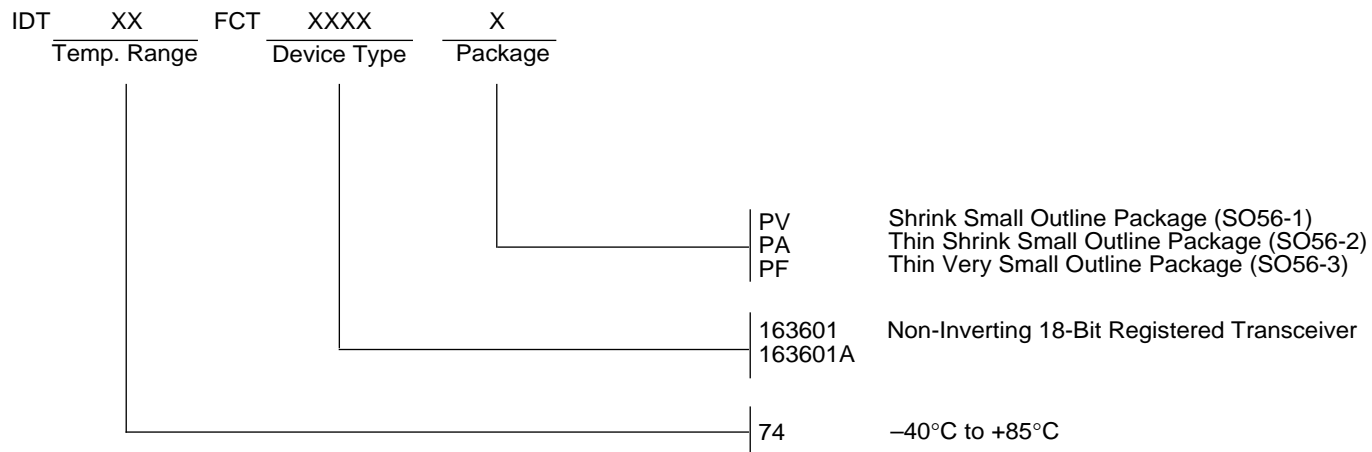 IDT XX FCT XXXX X
Temp. Range Device Type Package
PV Shrink Small Outline Package (SO56-1)
PA Thin Shrink Small Outline Package (SO56-2)
PF Thin Very Small Outline Package (SO56-3)
163601 Non-Inverting 18-Bit Registered Transceiver
163601A
74 –40°C to +85°C